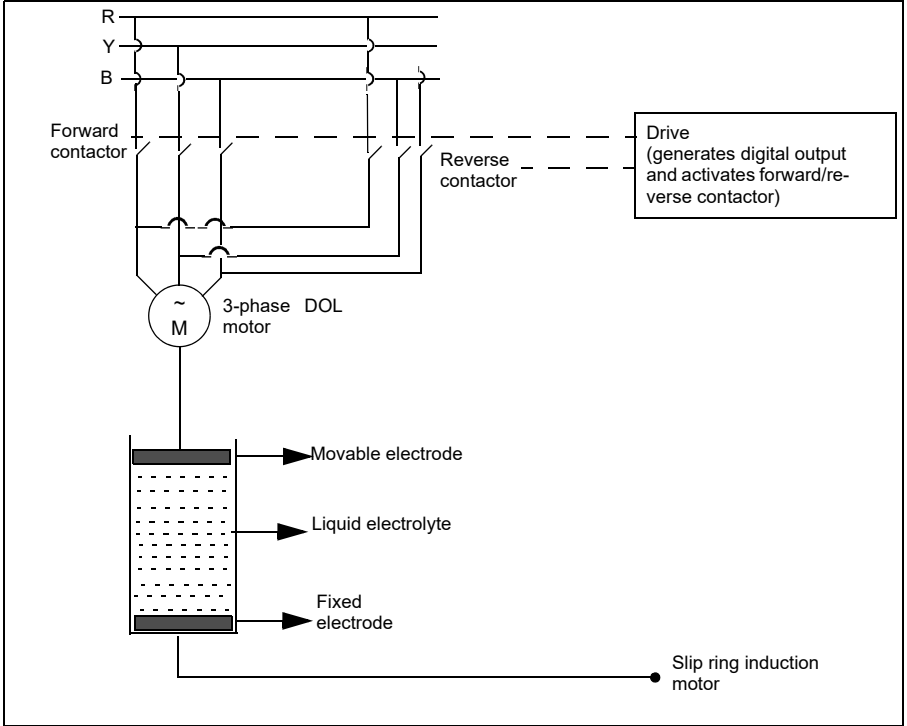 R
Y
B
Forward
contactor
Reverse
contactor
Drive
(generates digital output
and activates forward/re-
verse contactor)
~
M
3-phase DOL
motor
Movable electrode
Liquid electrolyte
Fixed
electrode
Slip ring induction
motor